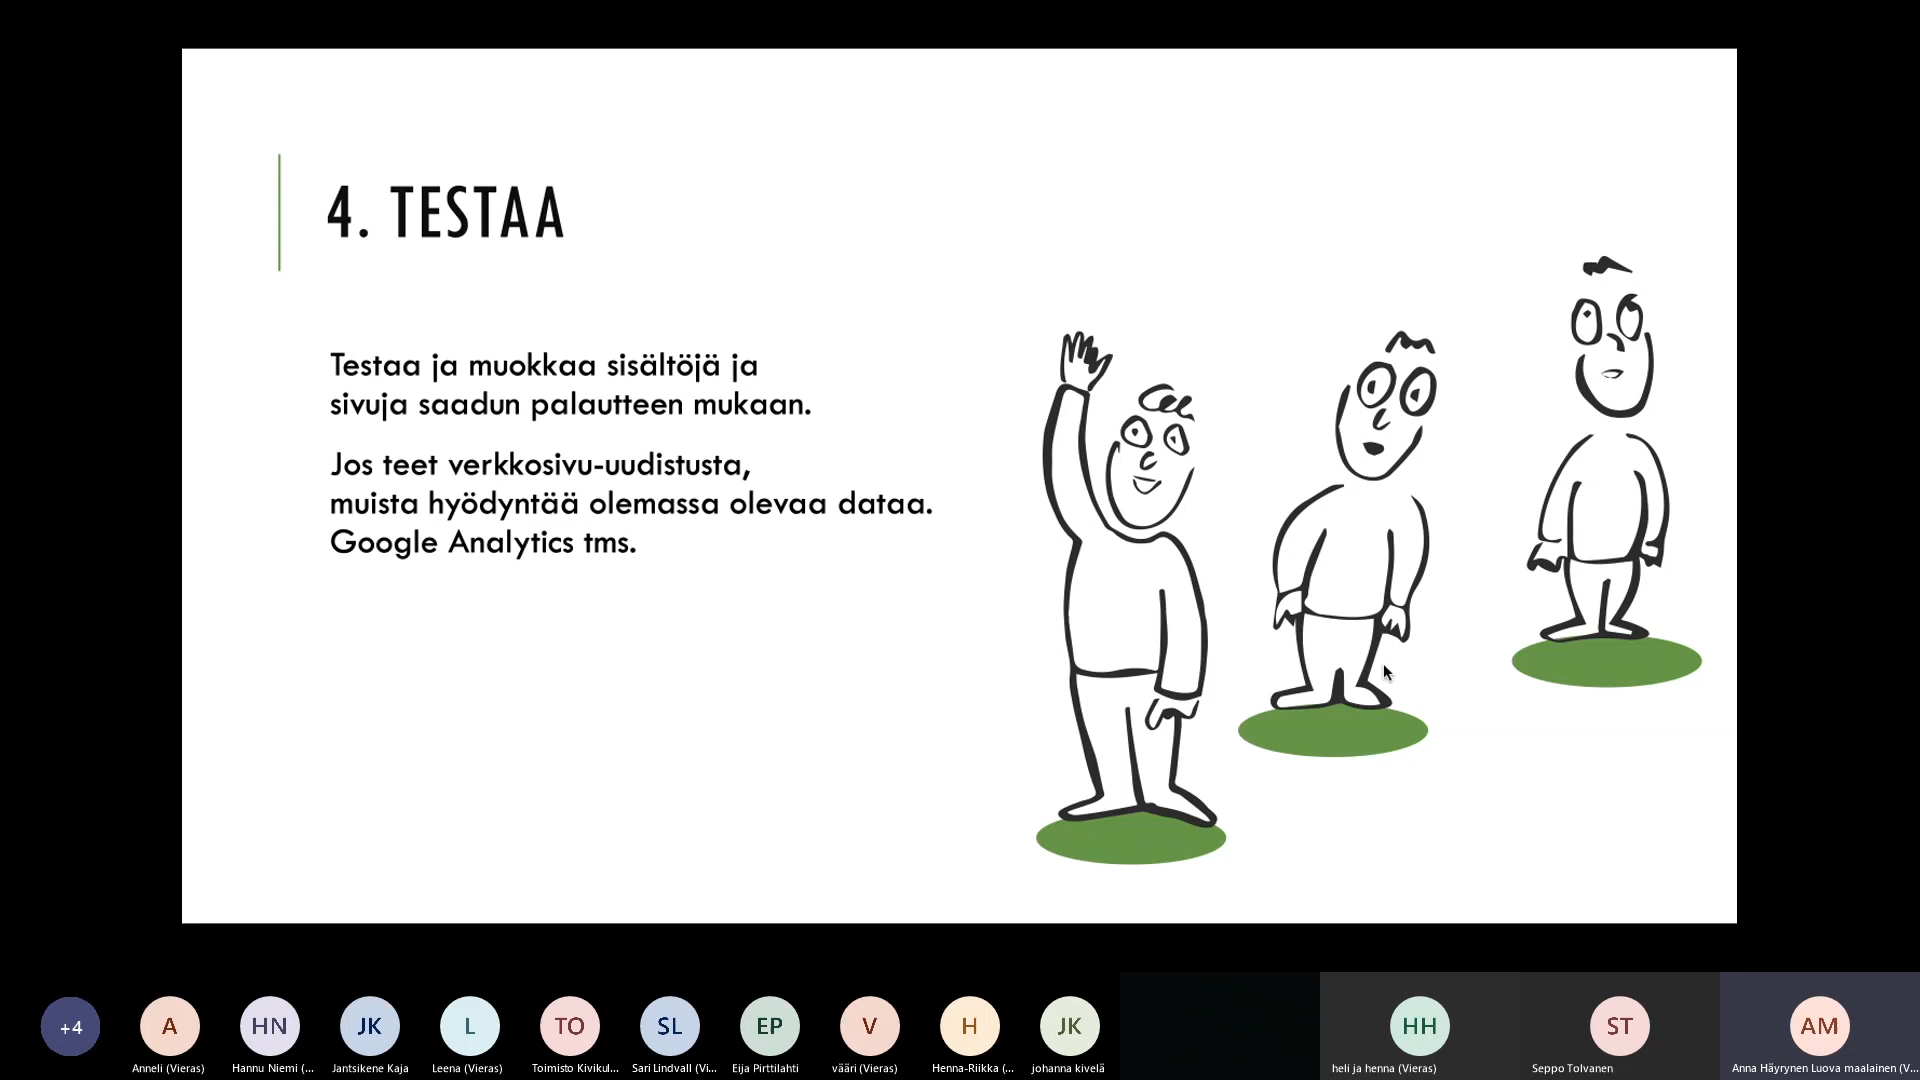 4. TESTAA
Testaa ja muokkaa sisältöjä ja
sivuja saadun palautteen mukaan.
Jos teet verkkosivu-uudistusta,
muista hyödyntää olemassa olevaa dataa.
Google Analytics tms.
+4
A
HN
JK
L
TO
SL
EP
V
H
JK
HH
ST
AM
Anneli (Vieras)
Hannu Niemi (...
Jantsikene Kaja
Leena (Vieras)
Toimisto Kivikul...
Sari Lindvall (Vi...
Eija Pirttilahti
vääri (Vieras)
Henna-Riikka (...
johanna kivelä
heli ja henna (Vieras)
Seppo Tolvanen
Anna Häyrynen Luova maalainen (V...